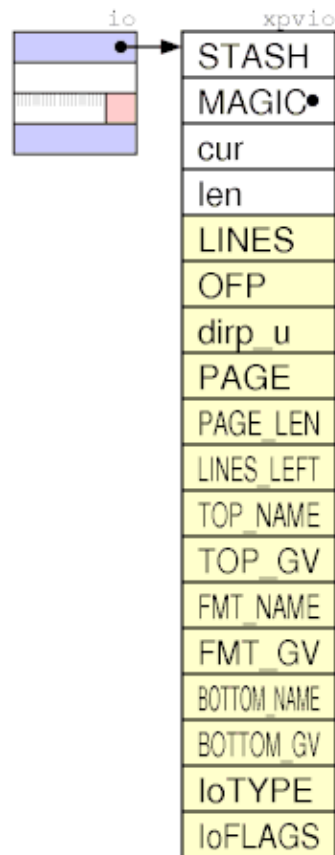 io
xpvio
STASH
MAGIC
cur
len
LINES
OFP
dirp_u
PAGE
PAGE_LEN
LINES_LEFT
TOP_NAME
TOP_GV
FMT_NAME
FMT_GV
BOTTOM_NAME
BOTTOM_GV
IoTYPE
IoFLAGS